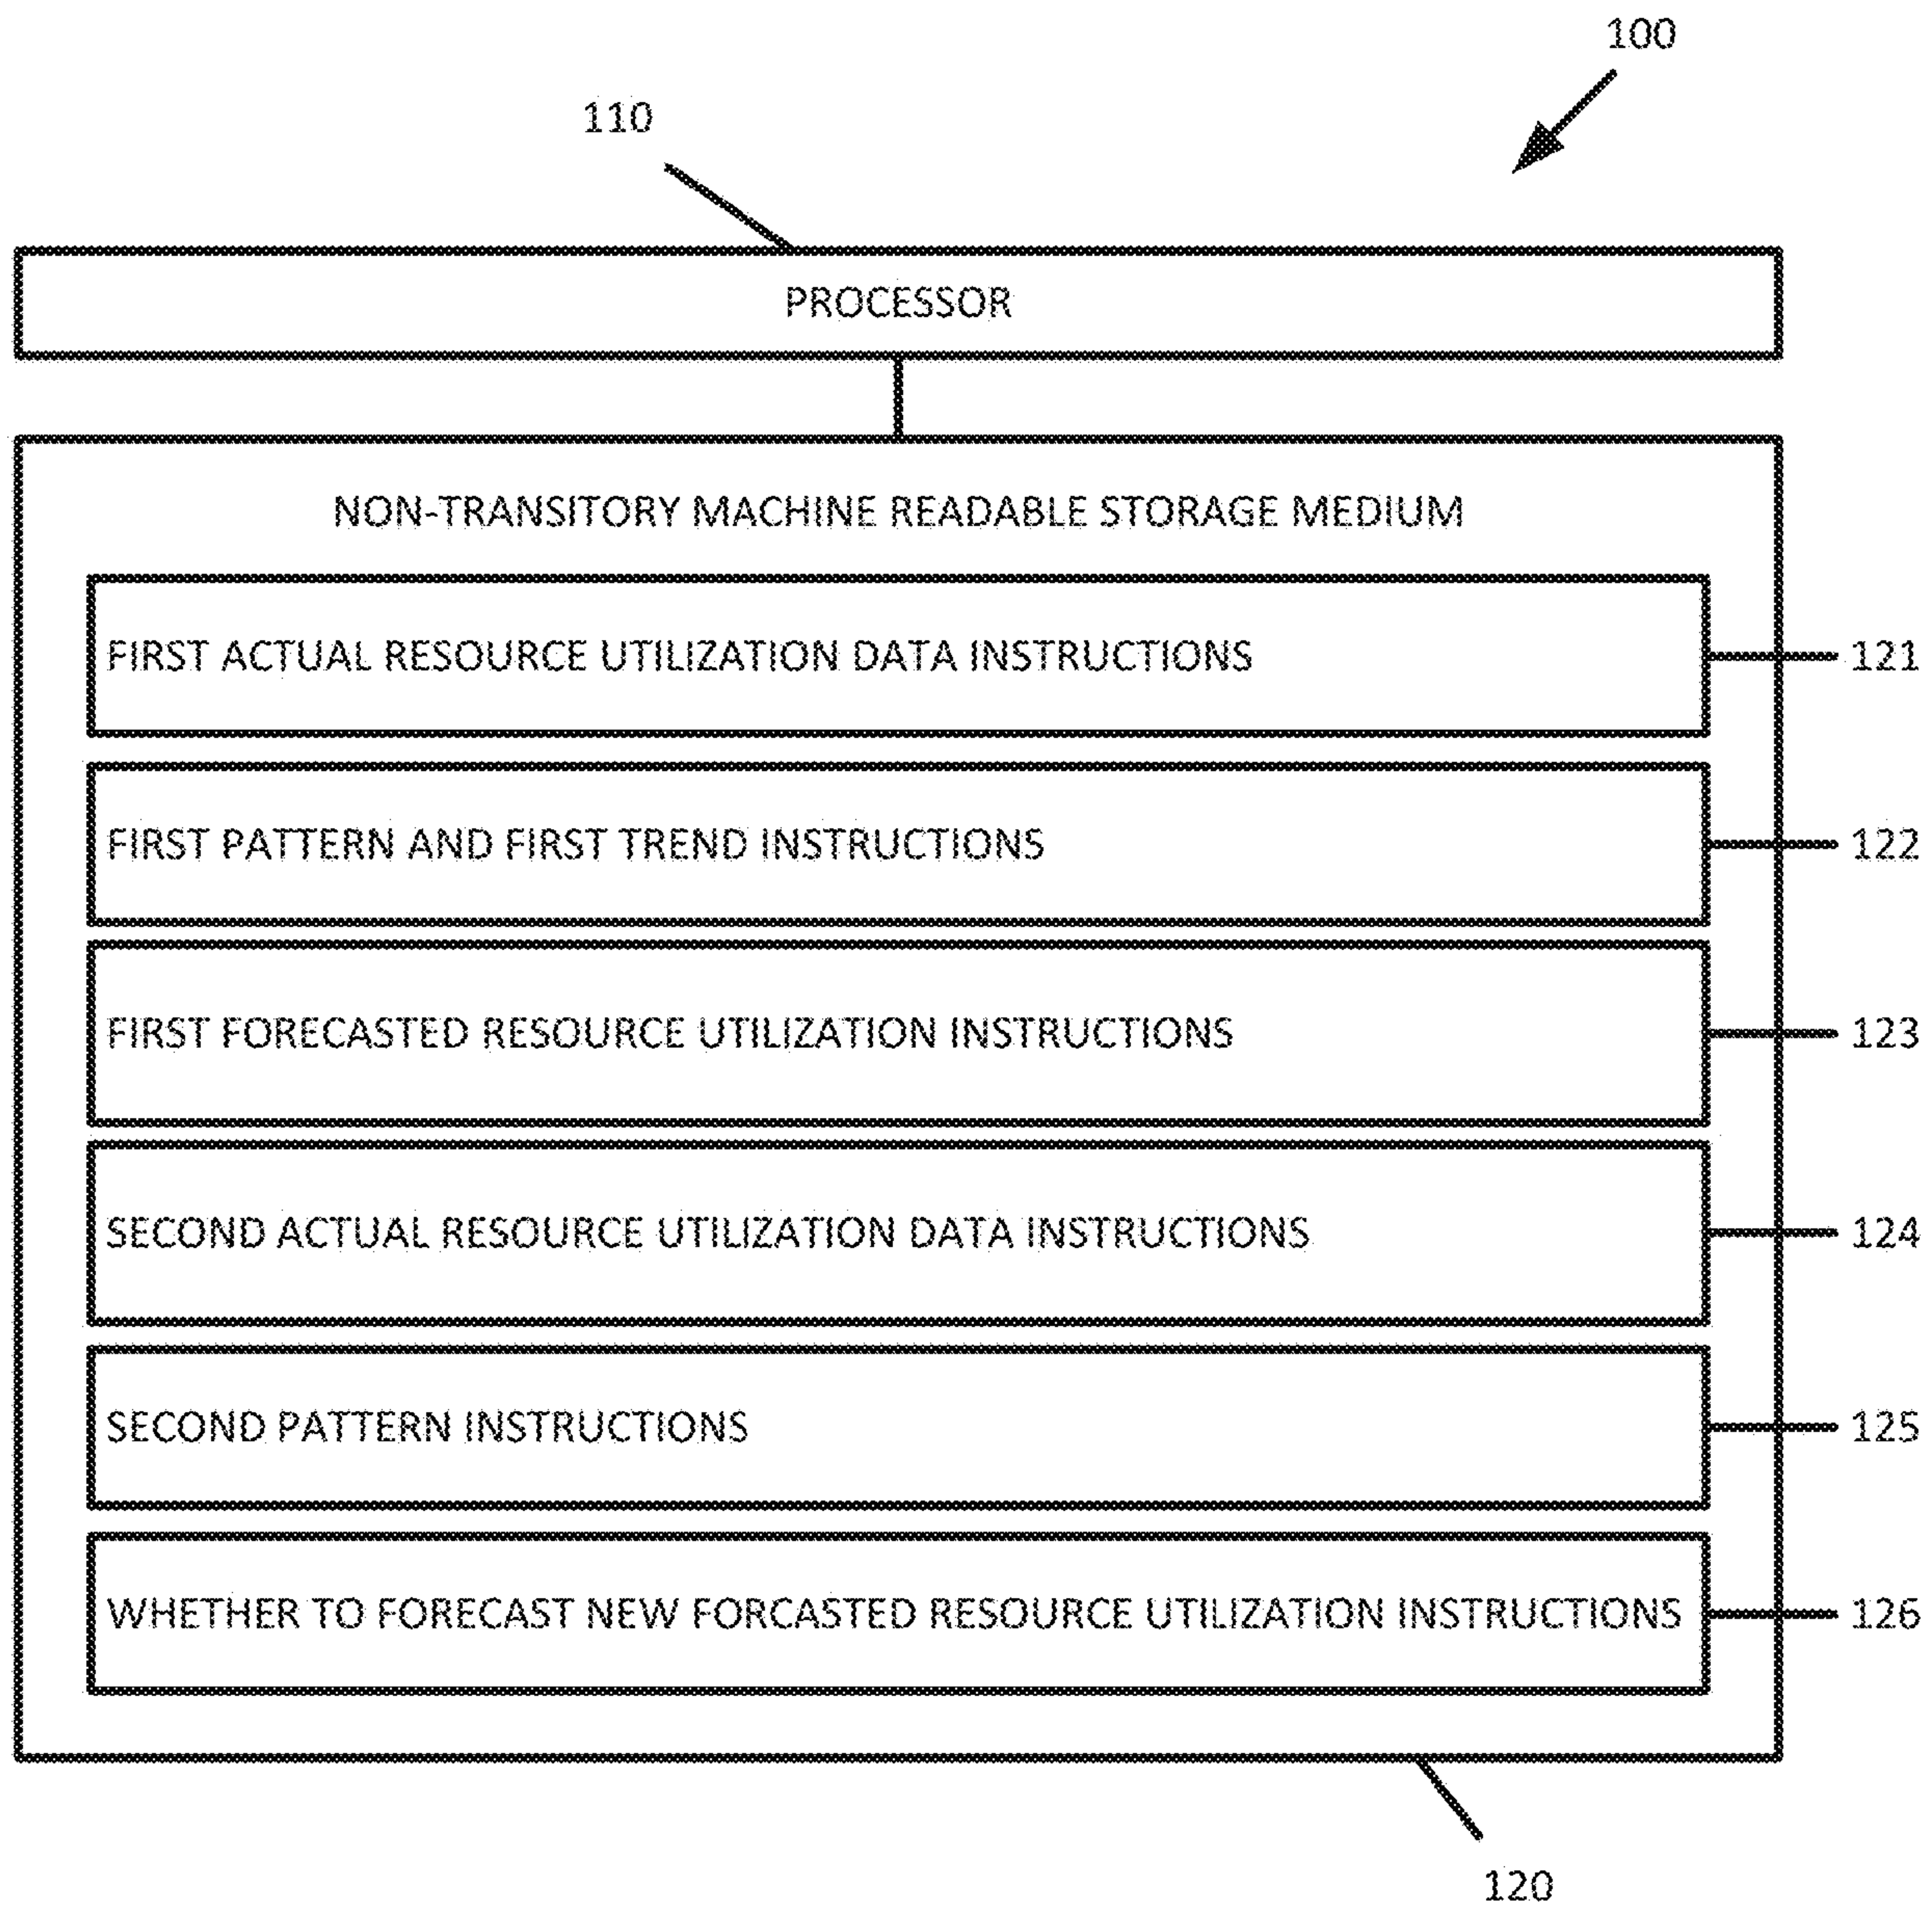 100
110
PROCESSOR
NON-TRANSITORY MACHINE READABLE STORAGE MEDIUM
FIRST ACTUAL RESOURCE UTILIZATION DATA INSTRUCTIONS
121
FIRST PATTERN AND FIRST TREND INSTRUCTIONS
122
FIRST FORECASTED RESOURCE UTILIZATION INSTRUCTIONS
123
SECOND ACTUAL RESOURCE UTILIZATION DATA INSTRUCTIONS
124
SECOND PATTERN INSTRUCTIONS
125
WHETHER TO FORECAST NEW FORCASTED RESOURCE UTILIZATION INSTRUCTIONS
126
120